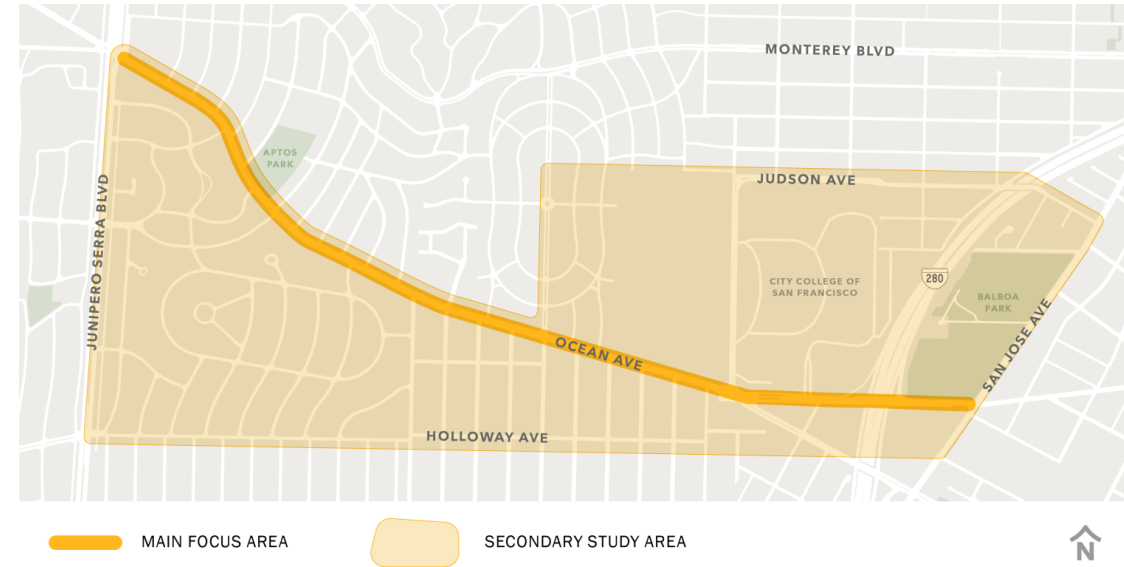 MONTEREY BLVD
APTOS
PARK
JUDSON AVE
JUNIPERO SERRA BLVD
280
CITY COLLEGE OF
SAN FRANCISCO
BALBOA
PARK
SAN JOSE AVE
OCEAN AVE
HOLLOWAY AVE
MAIN FOCUS AREA
SECONDARY STUDY AREA
N